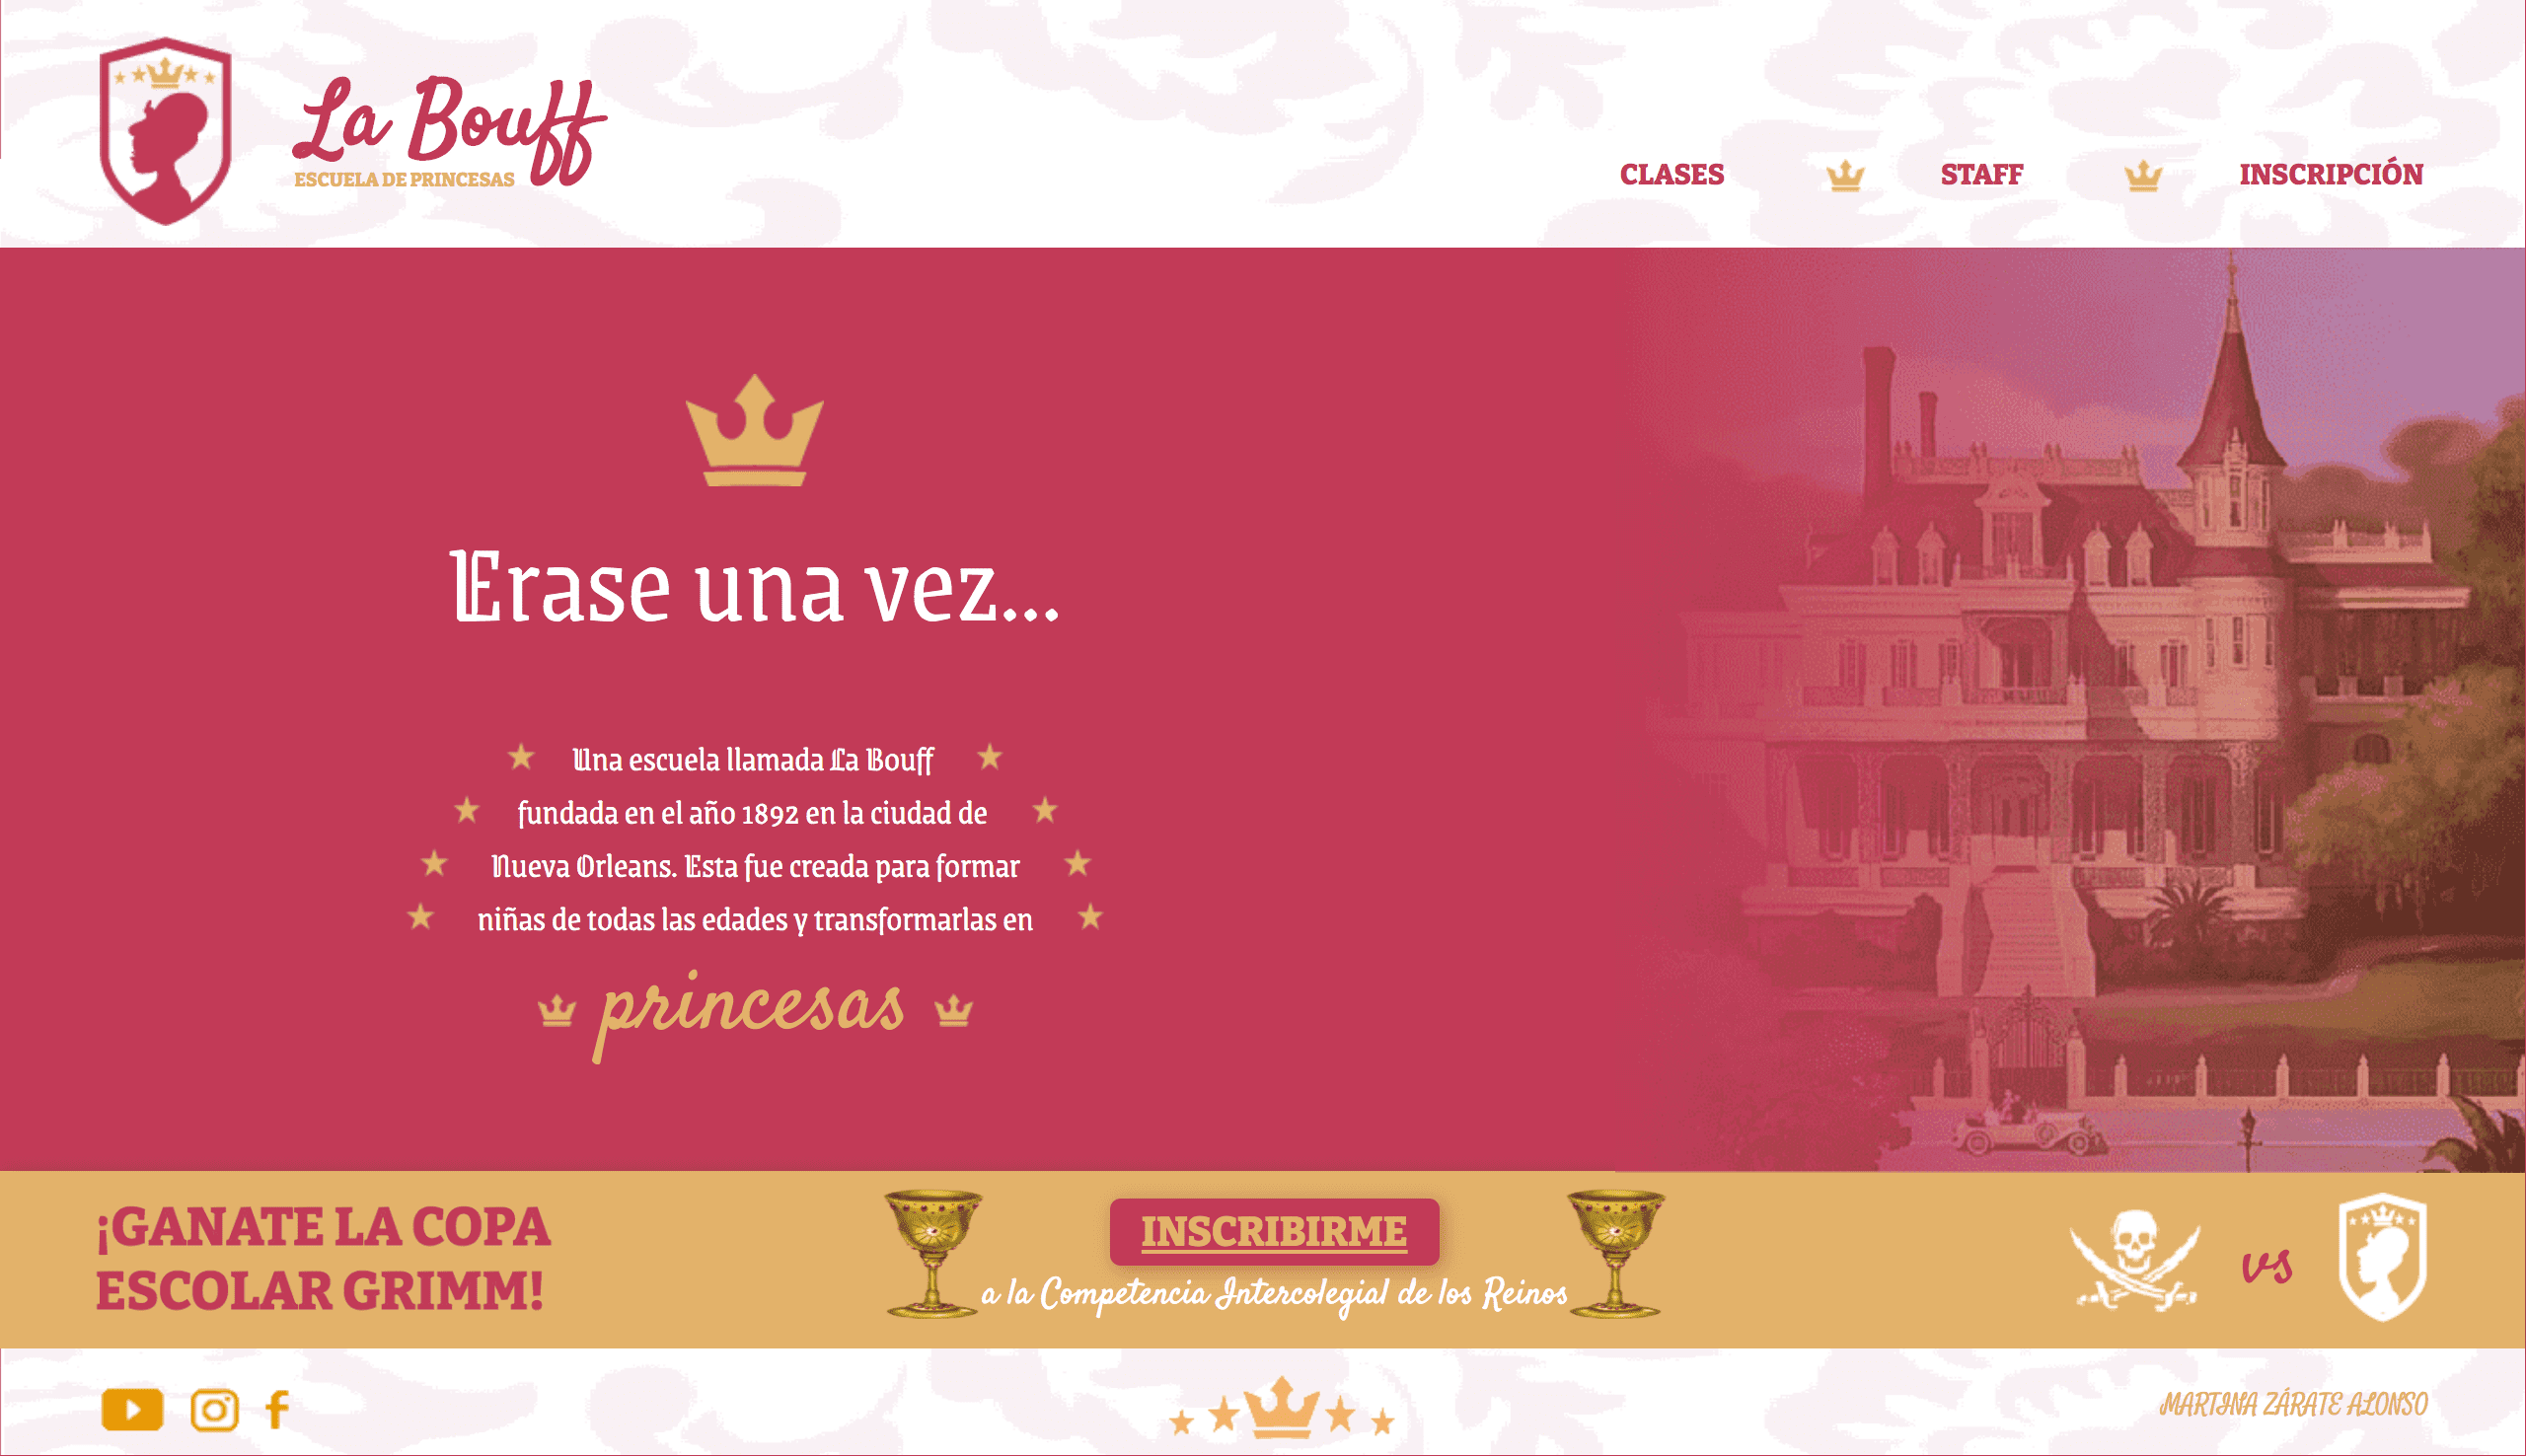 La Bouff
ESCUELA DE PRINCESAS
CLASES STAFF INSCRIPCIÓN
Erase una vez...
Una escuela llamada La Bouff
fundada en el año 1892 en la ciudad de
Nueva Orleans. Esta fue creada para formar
niñas de todas las edades y transformarlas en
princesas
¡GANATE LA COPA
ESCOLAR GRIMM!
INSCRIBIRME
a la Competencia Intercolegial de los Reinos
vs
MARTINA ZÁRATE ALONSO